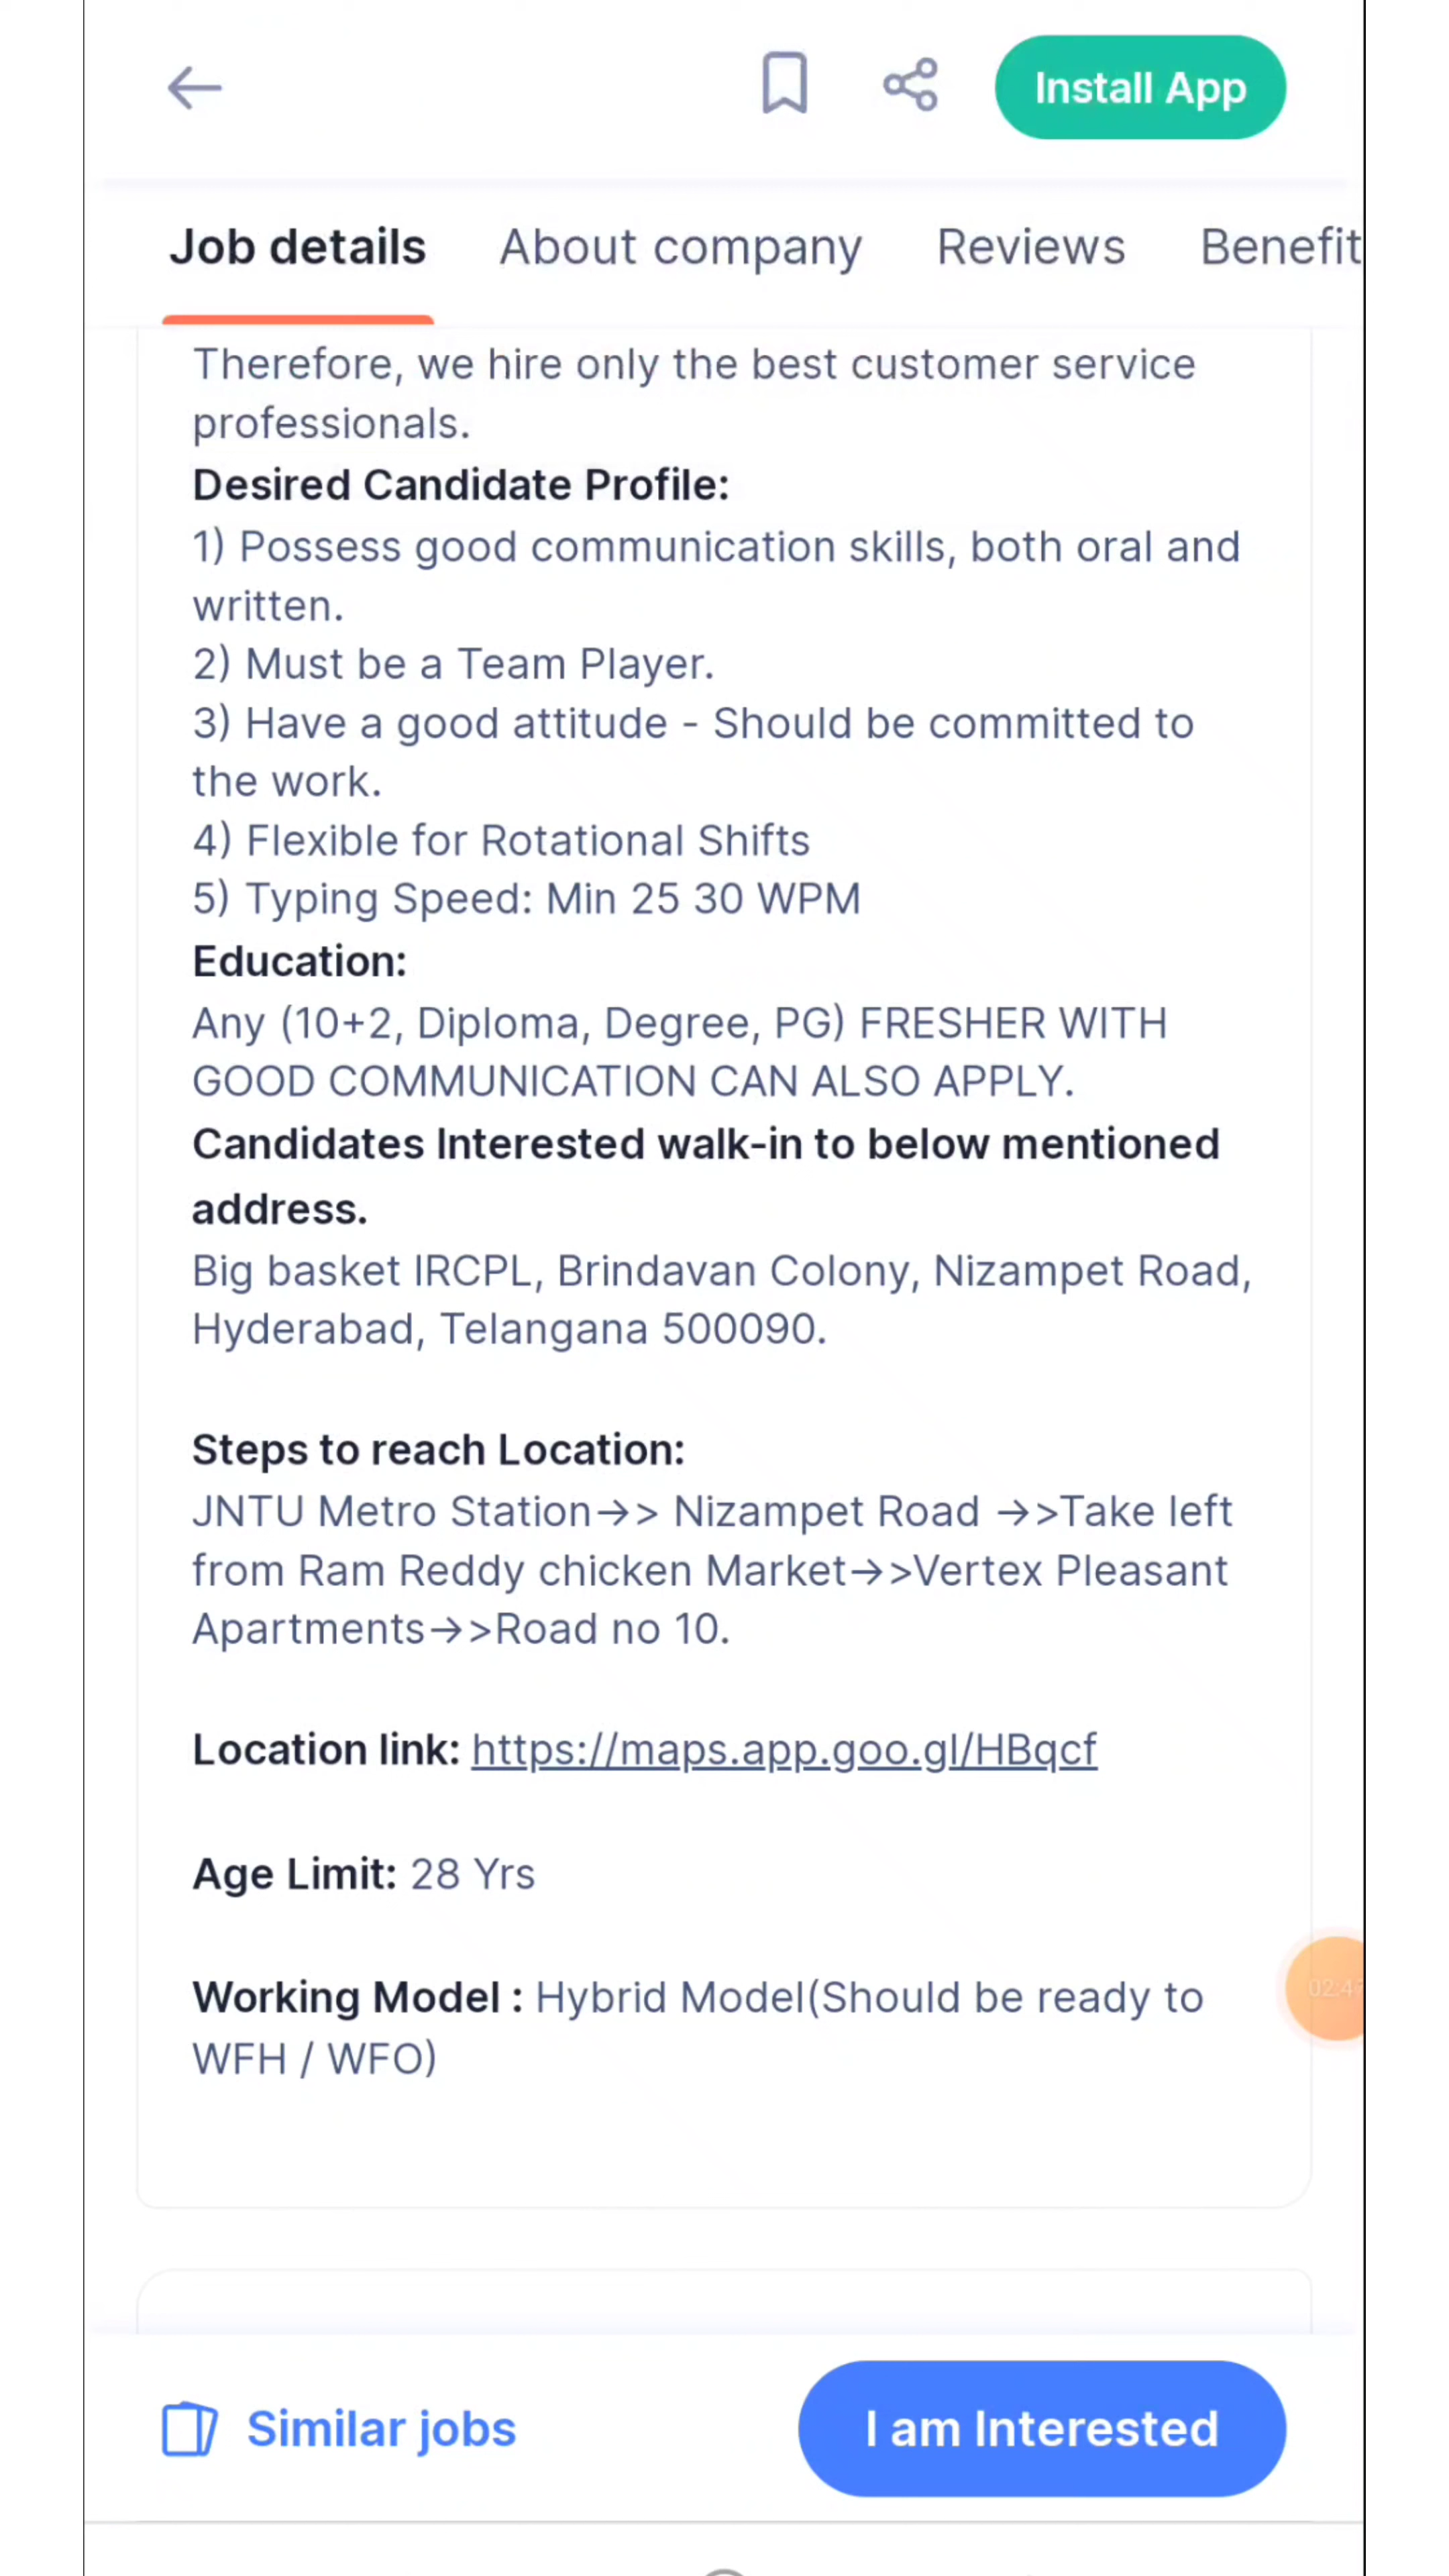 Install App
Job details About company Reviews Benefit
Therefore, we hire only the best customer service
professionals.
Desired Candidate Profile:
1) Possess good communication skills, both oral and
written.
2) Must be a Team Player.
3) Have a good attitude - Should be committed to
the work.
4) Flexible for Rotational Shifts
5) Typing Speed: Min 25 30 WPM
Education:
Any (10+2, Diploma, Degree, PG) FRESHER WITH
GOOD COMMUNICATION CAN ALSO APPLY.
Candidates Interested walk-in to below mentioned
address.
Big basket IRCPL, Brindavan Colony, Nizampet Road,
Hyderabad, Telangana 500090.
Steps to reach Location:
JNTU Metro Station→> Nizampet Road →>Take left
from Ram Reddy chicken Market→>Vertex Pleasant
Apartments→>Road no 10.
Location link: https://maps.app.goo.gl/HBqcf
Age Limit: 28 Yrs
Working Model : Hybrid Model(Should be ready to
WFH / WFO)
Similar jobs I am Interested